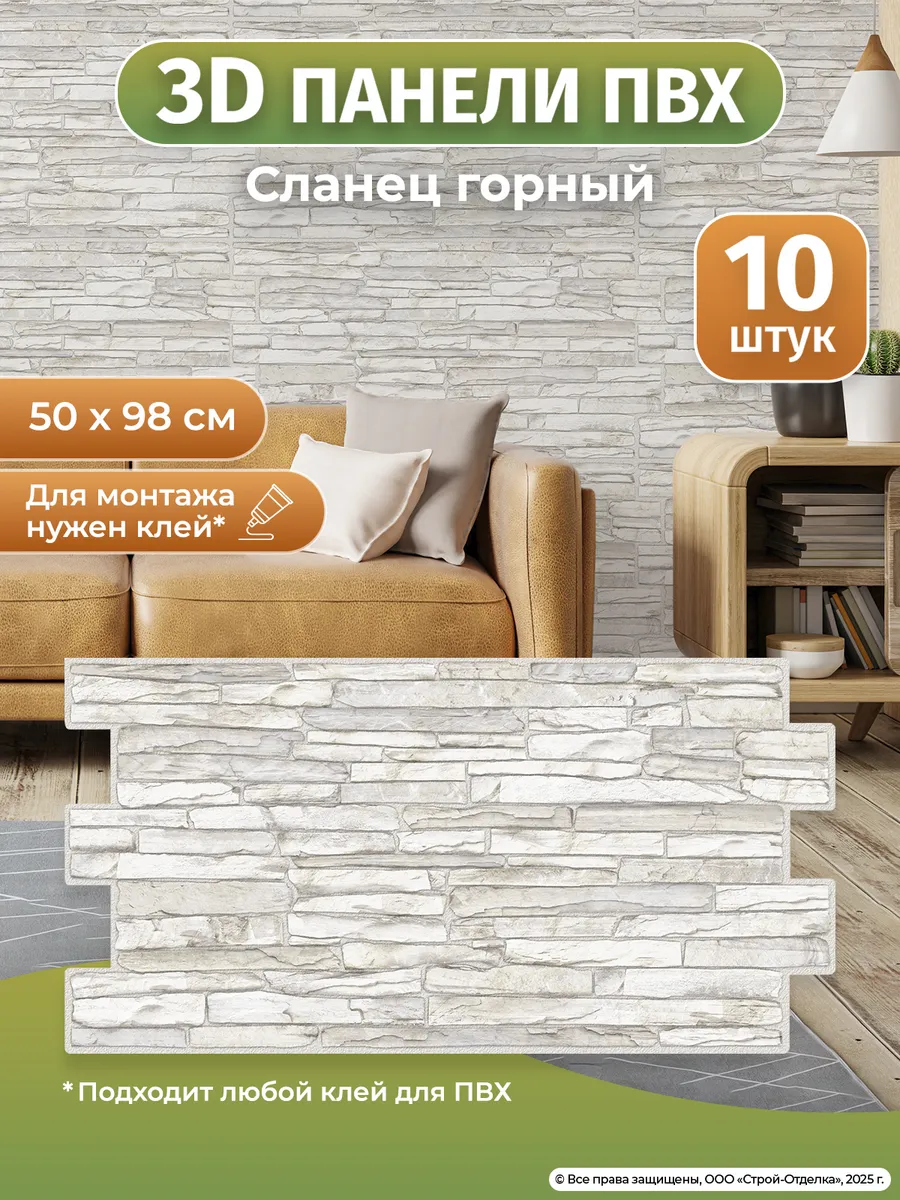 3D ПАНЕЛИ ПВХ
Сланец горный
10
штук
50 x 98 см
Для монтажа
нужен клей*
*Подходит любой клей для ПВХ
© Все права защищены, ООО «Строй-Отделка», 2025 г.